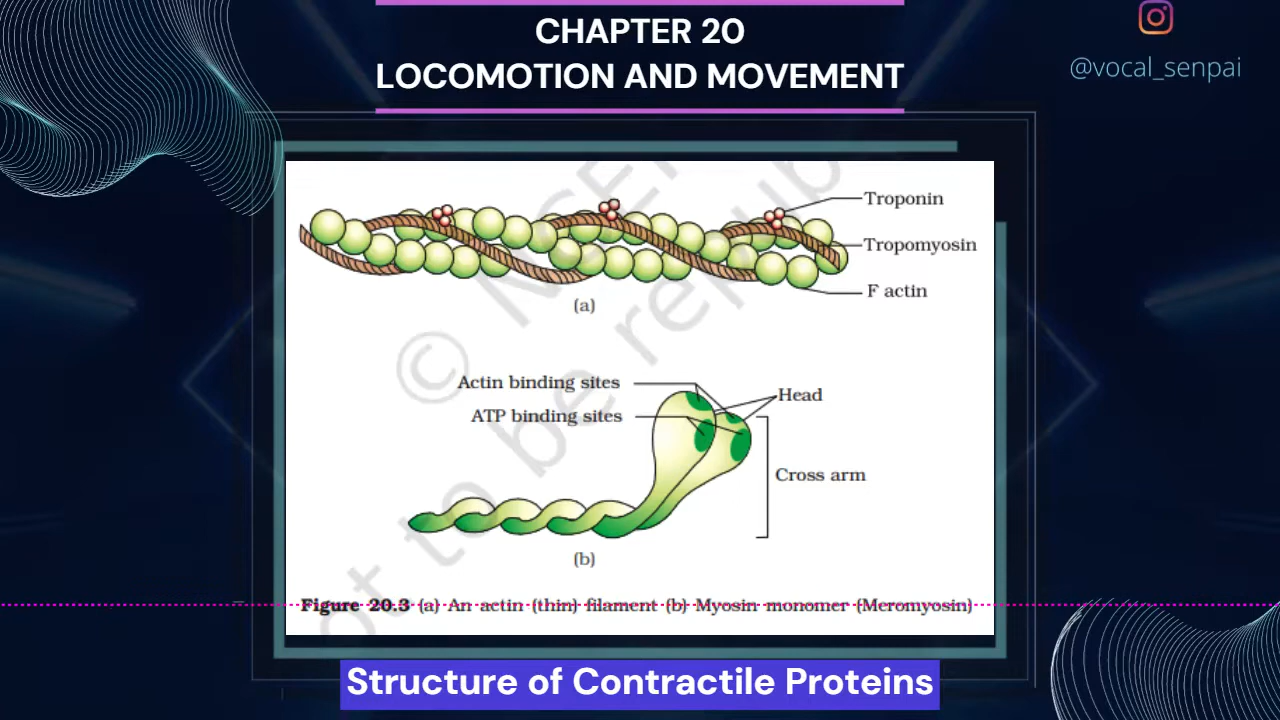 CHAPTER 20
LOCOMOTION AND MOVEMENT
@vocal_senpai
Troponin
Tropomyosin
F actin
(a)
Actin binding sites
ATP binding sites
Head
Cross arm
(b)
Figure 20.3 (a) An actin (thin) filament (b) Myosin monomer (Meromyosin)
Structure of Contractile Proteins